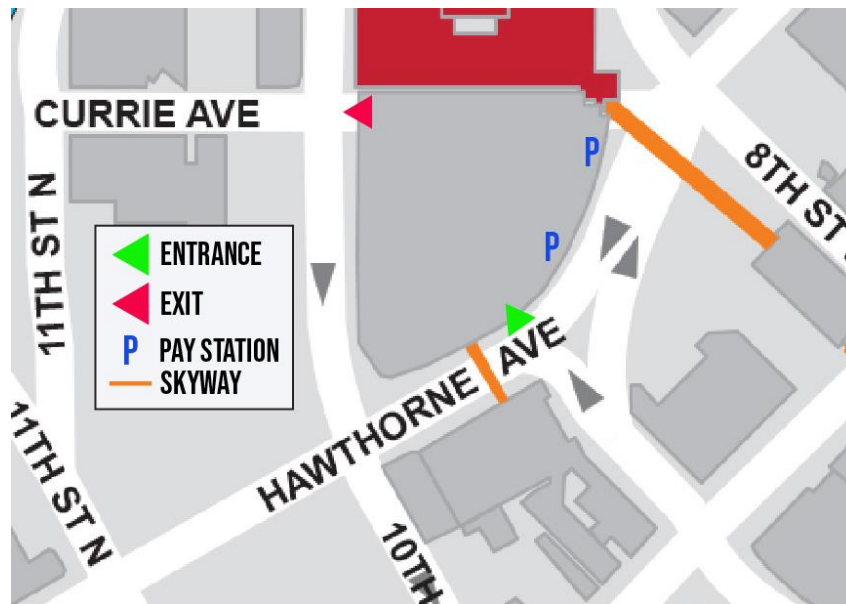 CURRIE AVE
P
8TH ST
11TH ST N
ENTRANCE
EXIT
P PAY STATION
SKYWAY
P
HAWTHORNE AVE
11TH ST N
10TH